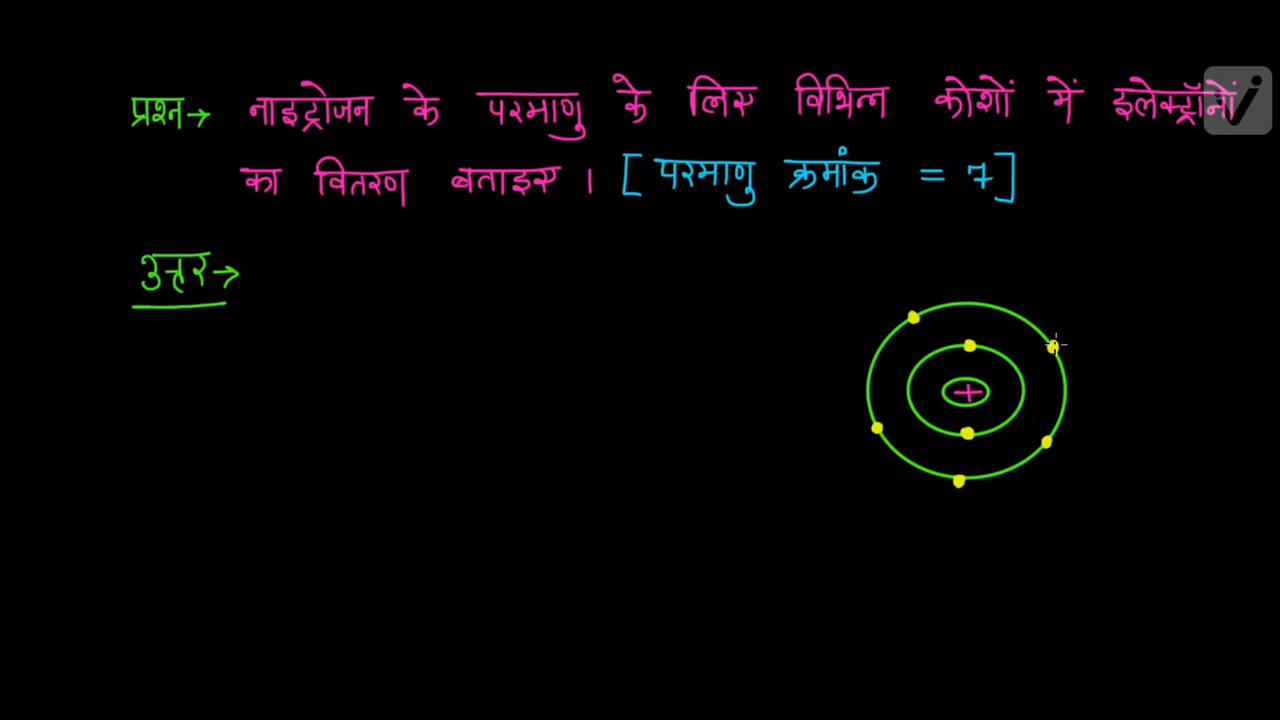 प्रश्न→ नाइट्रोजन के परमाणु के लिए विभिन्न कोशों में इलेक्ट्रॉनों
का वितरण बताइए । [परमाणु क्रमांक = 7]
उत्तर→
+